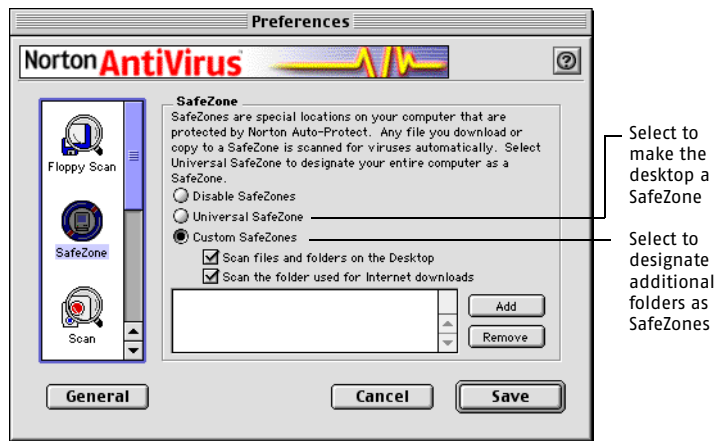 Preferences
Norton AntiVirus
?
Floppy Scan
SafeZone
Scan
SafeZone
SafeZones are special locations on your computer that are
protected by Norton Auto-Protect. Any file you download or
copy to a SafeZone is scanned for viruses automatically. Select
Universal SafeZone to designate your entire computer as a
SafeZone.
Disable SafeZones
Universal SafeZone
Custom SafeZones
Scan files and folders on the Desktop
Scan the folder used for Internet downloads
Add
Remove
General
Cancel
Save
Select to
make the
desktop a
SafeZone
Select to
designate
additional
folders as
SafeZones